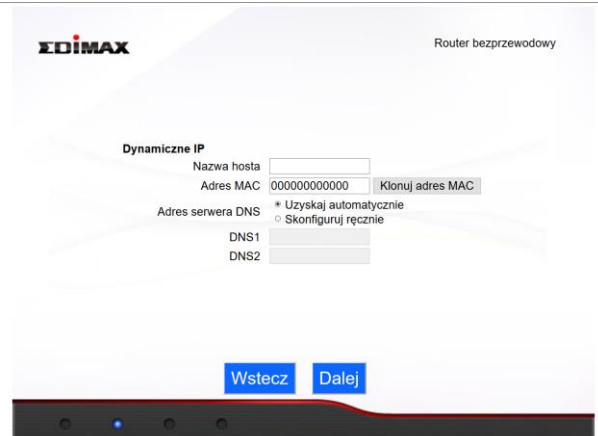 EDIMAX
Router bezprzewodowy
Dynamiczne IP
Nazwa hosta
Adres MAC 000000000000 Klonuj adres MAC
Adres serwera DNS
Uzyskaj automatycznie
Skonfiguruj ręcznie
DNS1
DNS2
Wstecz Dalej